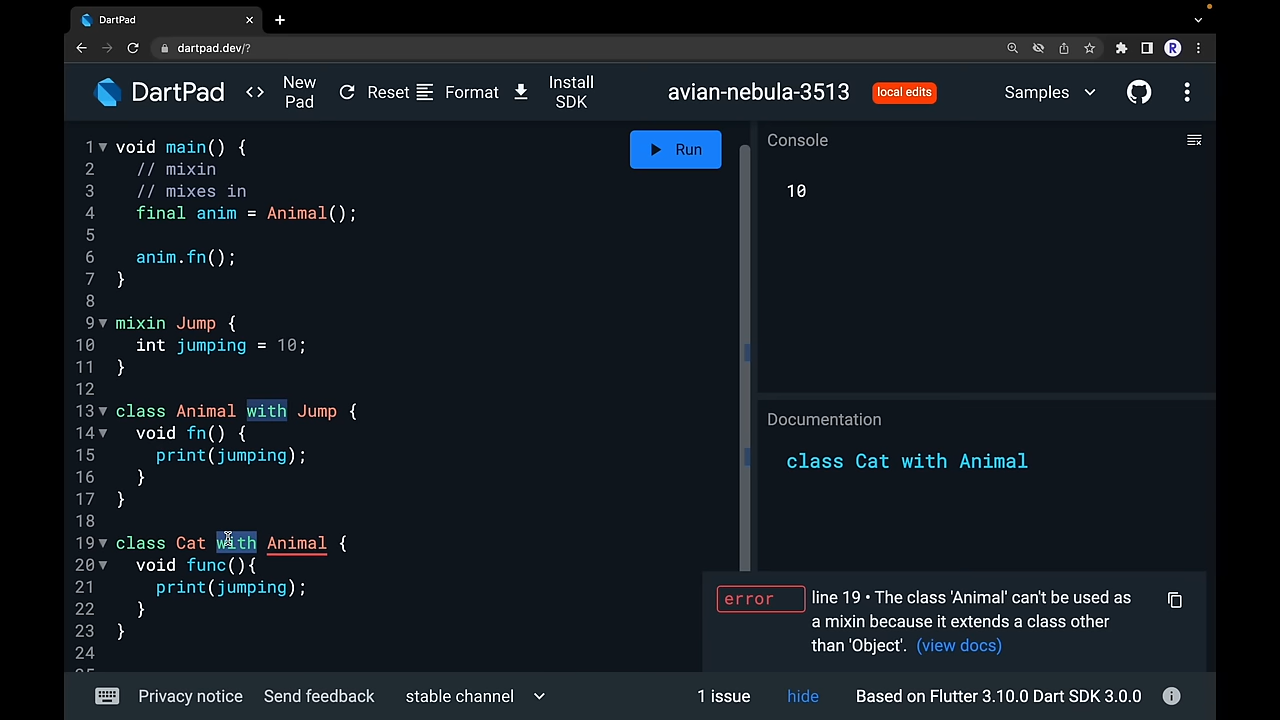 DartPad
dartpad.dev/?
R
DartPad
<> New Pad
Reset
Format
Install SDK
avian-nebula-3513
local edits
Samples
1 void main() {
2 // mixin
3 // mixes in
4 final anim = Animal();
5
6 anim.fn();
7 }
8
9 mixin Jump {
10 int jumping = 10;
11 }
12
13 class Animal with Jump {
14 void fn() {
15 print(jumping);
16 }
17 }
18
19 class Cat with Animal {
20 void func(){
21 print(jumping);
22 }
23 }
24
Run
Console
10
Documentation
class Cat with Animal
error
line 19 • The class 'Animal' can't be used as
a mixin because it extends a class other
than 'Object'. (view docs)
Privacy notice
Send feedback
stable channel
1 issue
hide
Based on Flutter 3.10.0 Dart SDK 3.0.0